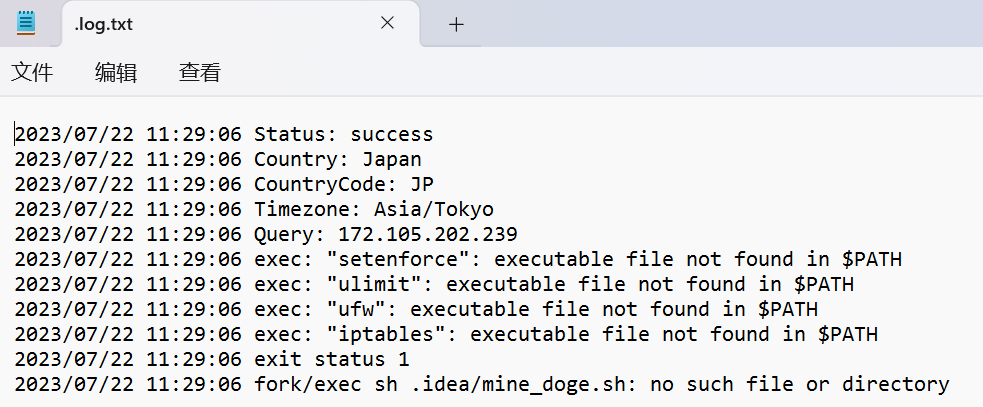 .log.txt
文件 编辑 查看
2023/07/22 11:29:06 Status: success
2023/07/22 11:29:06 Country: Japan
2023/07/22 11:29:06 CountryCode: JP
2023/07/22 11:29:06 Timezone: Asia/Tokyo
2023/07/22 11:29:06 Query: 172.105.202.239
2023/07/22 11:29:06 exec: "setenforce": executable file not found in $PATH
2023/07/22 11:29:06 exec: "ulimit": executable file not found in $PATH
2023/07/22 11:29:06 exec: "ufw": executable file not found in $PATH
2023/07/22 11:29:06 exec: "iptables": executable file not found in $PATH
2023/07/22 11:29:06 exit status 1
2023/07/22 11:29:06 fork/exec sh .idea/mine_doge.sh: no such file or directory